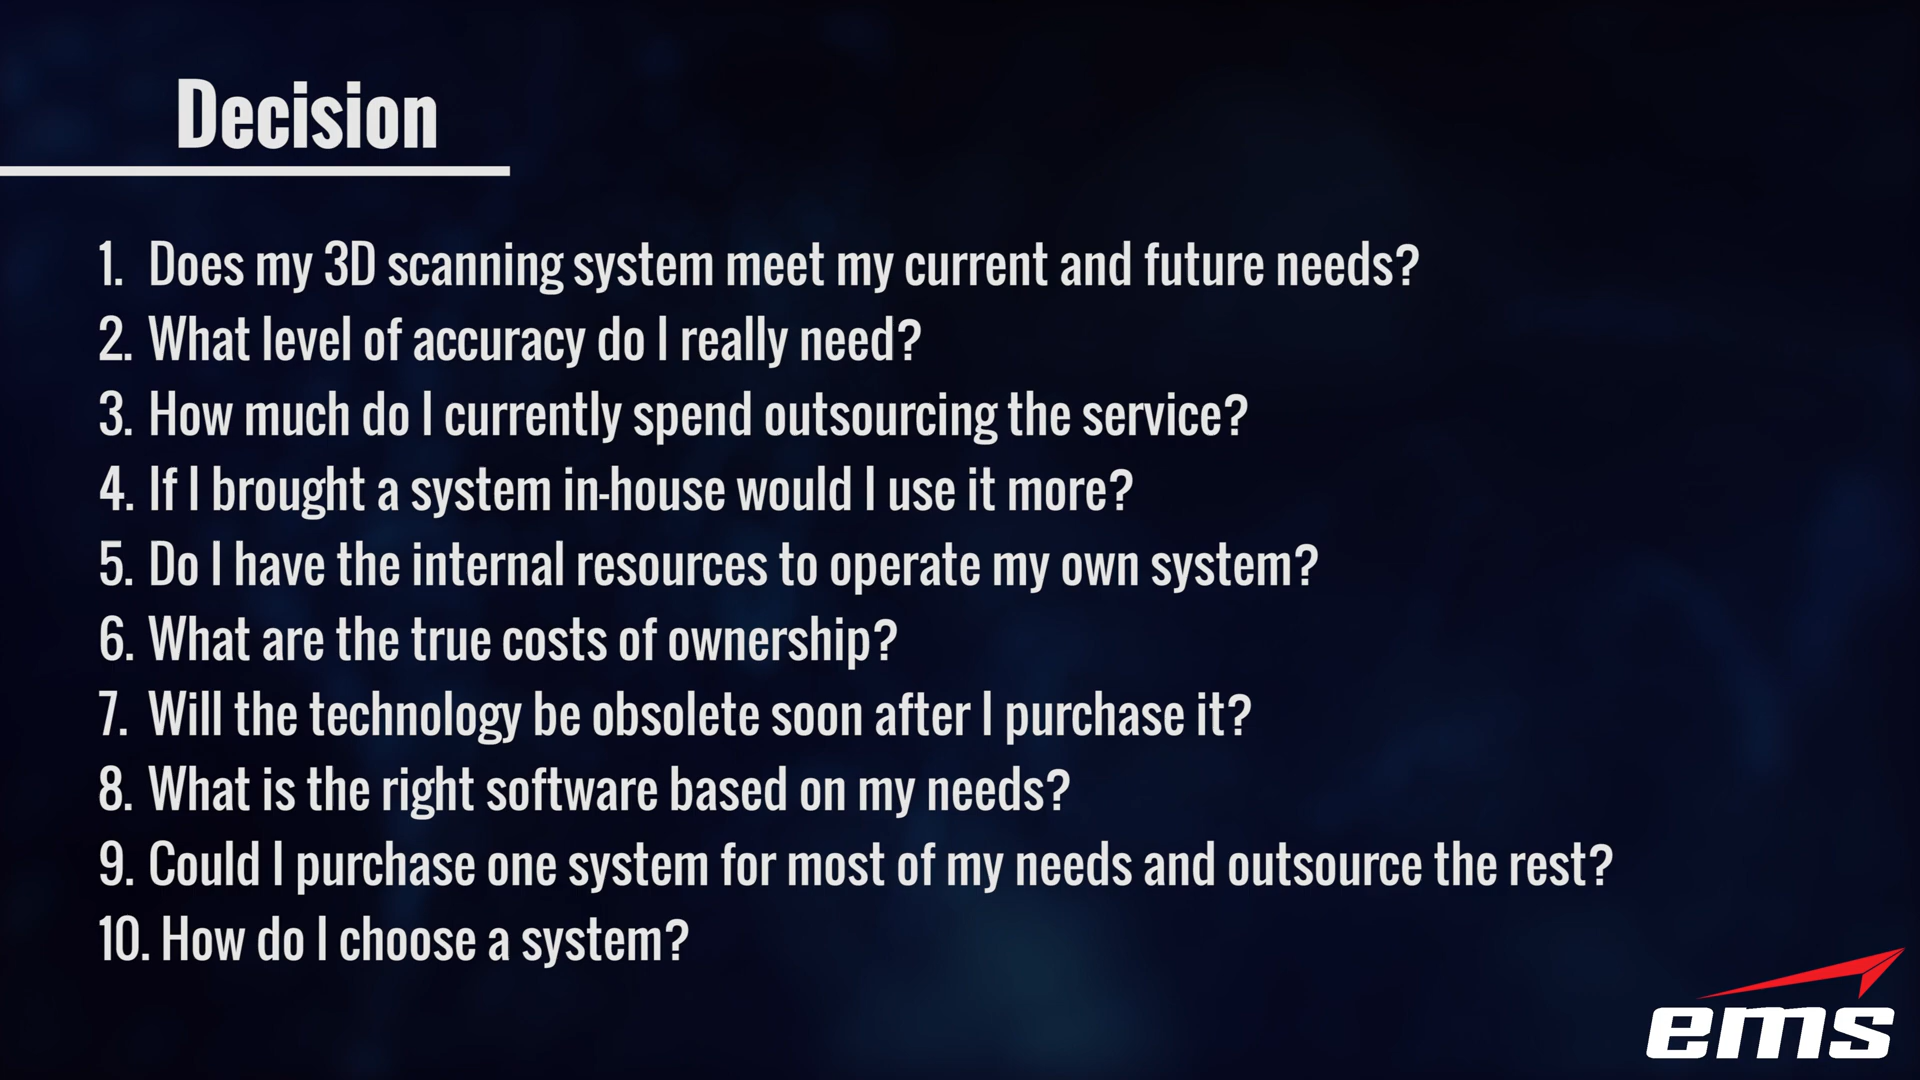 Decision
1. Does my 3D scanning system meet my current and future needs?
2. What level of accuracy do I really need?
3. How much do I currently spend outsourcing the service?
4. If I brought a system in-house would I use it more?
5. Do I have the internal resources to operate my own system?
6. What are the true costs of ownership?
7. Will the technology be obsolete soon after I purchase it?
8. What is the right software based on my needs?
9. Could I purchase one system for most of my needs and outsource the rest?
10. How do I choose a system?
ems